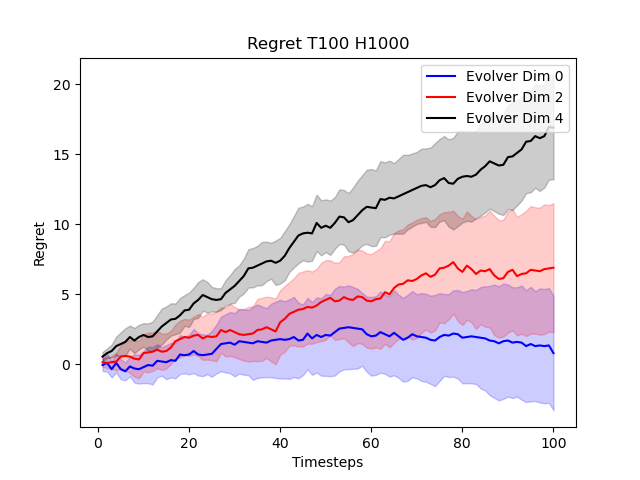 Regret T100 H1000
Evolver Dim 0
Evolver Dim 2
Evolver Dim 4
20
15
10
5
0
Regret
0 20 40 60 80 100
Timesteps